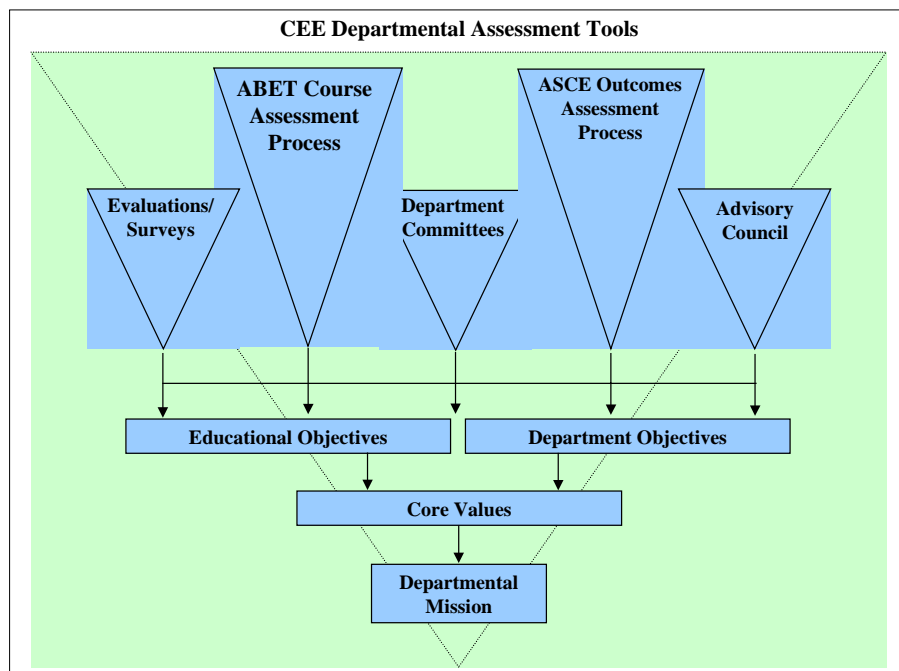 CEE Departmental Assessment Tools
ABET Course
Assessment
Process
ASCE Outcomes
Assessment
Process
Evaluations/
Surveys
Department
Committees
Advisory
Council
Educational Objectives
Department Objectives
Core Values
Departmental
Mission